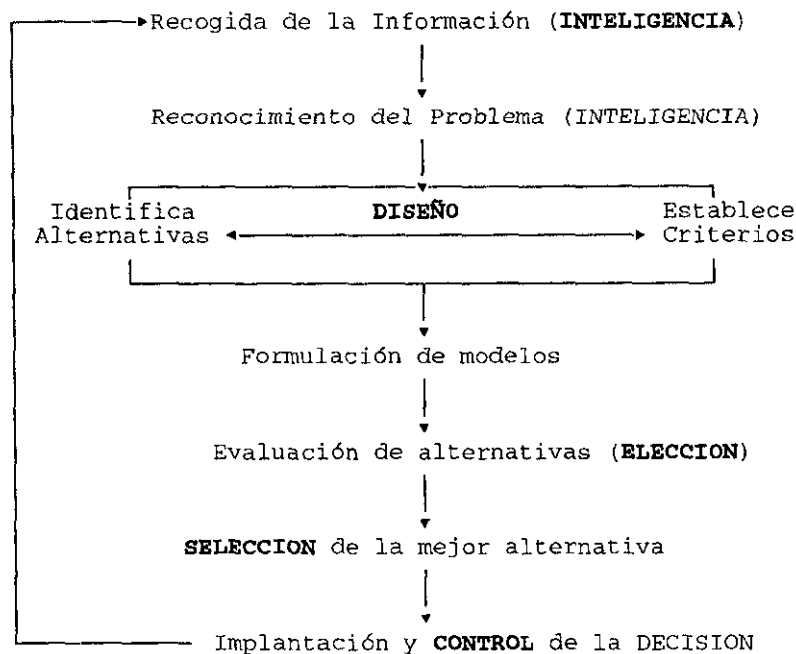 Recogida de la Información (INTELIGENCIA)
Reconocimiento del Problema (INTELIGENCIA)
Identifica
Alternativas
DISEÑO
Establece
Criterios
Formulación de modelos
Evaluación de alternativas (ELECCION)
SELECCION de la mejor alternativa
Implantación y CONTROL de la DECISION